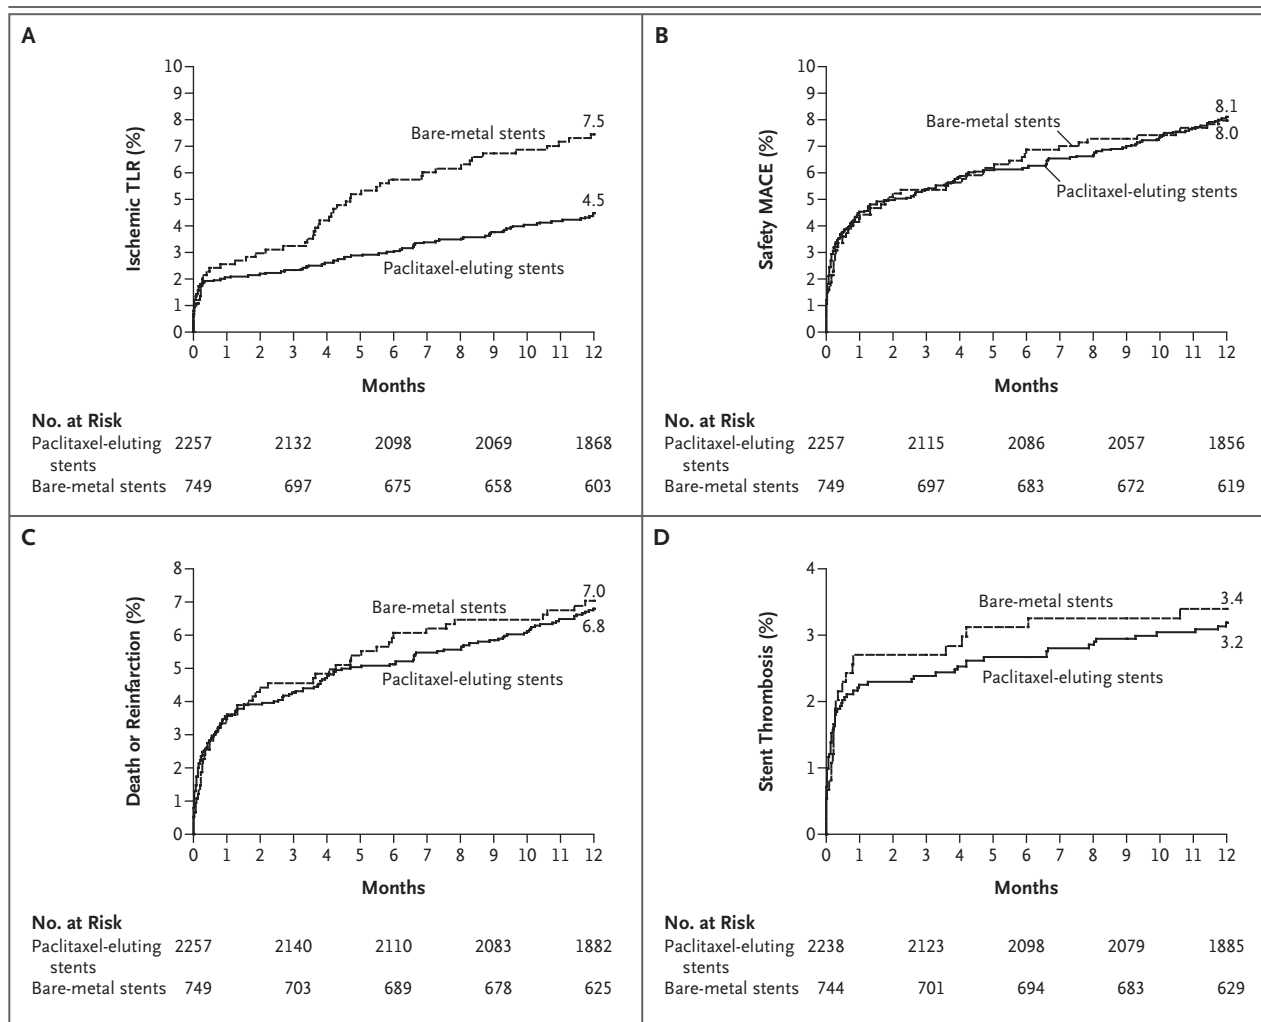 A
Ischemic TLR (%)
10
9
8
7
6
5
4
3
2
1
0
7.5
Bare-metal stents
4.5
Paclitaxel-eluting stents
0 1 2 3 4 5 6 7 8 9 10 11 12
Months
No. at Risk
Paclitaxel-eluting 2257 2132 2098 2069 1868
stents
Bare-metal stents 749 697 675 658 603
B
Safety MACE (%)
10
9
8
7
6
5
4
3
2
1
0
8.1
Bare-metal stents
8.0
Paclitaxel-eluting stents
0 1 2 3 4 5 6 7 8 9 10 11 12
Months
No. at Risk
Paclitaxel-eluting 2257 2115 2086 2057 1856
stents
Bare-metal stents 749 697 683 672 619
C
Death or Reinfarction (%)
8
7
6
5
4
3
2
1
0
7.0
Bare-metal stents
6.8
Paclitaxel-eluting stents
0 1 2 3 4 5 6 7 8 9 10 11 12
Months
No. at Risk
Paclitaxel-eluting 2257 2140 2110 2083 1882
stents
Bare-metal stents 749 703 689 678 625
D
Stent Thrombosis (%)
4
3
2
1
0
Bare-metal stents
3.4
3.2
Paclitaxel-eluting stents
0 1 2 3 4 5 6 7 8 9 10 11 12
Months
No. at Risk
Paclitaxel-eluting 2238 2123 2098 2079 1885
stents
Bare-metal stents 744 701 694 683 629